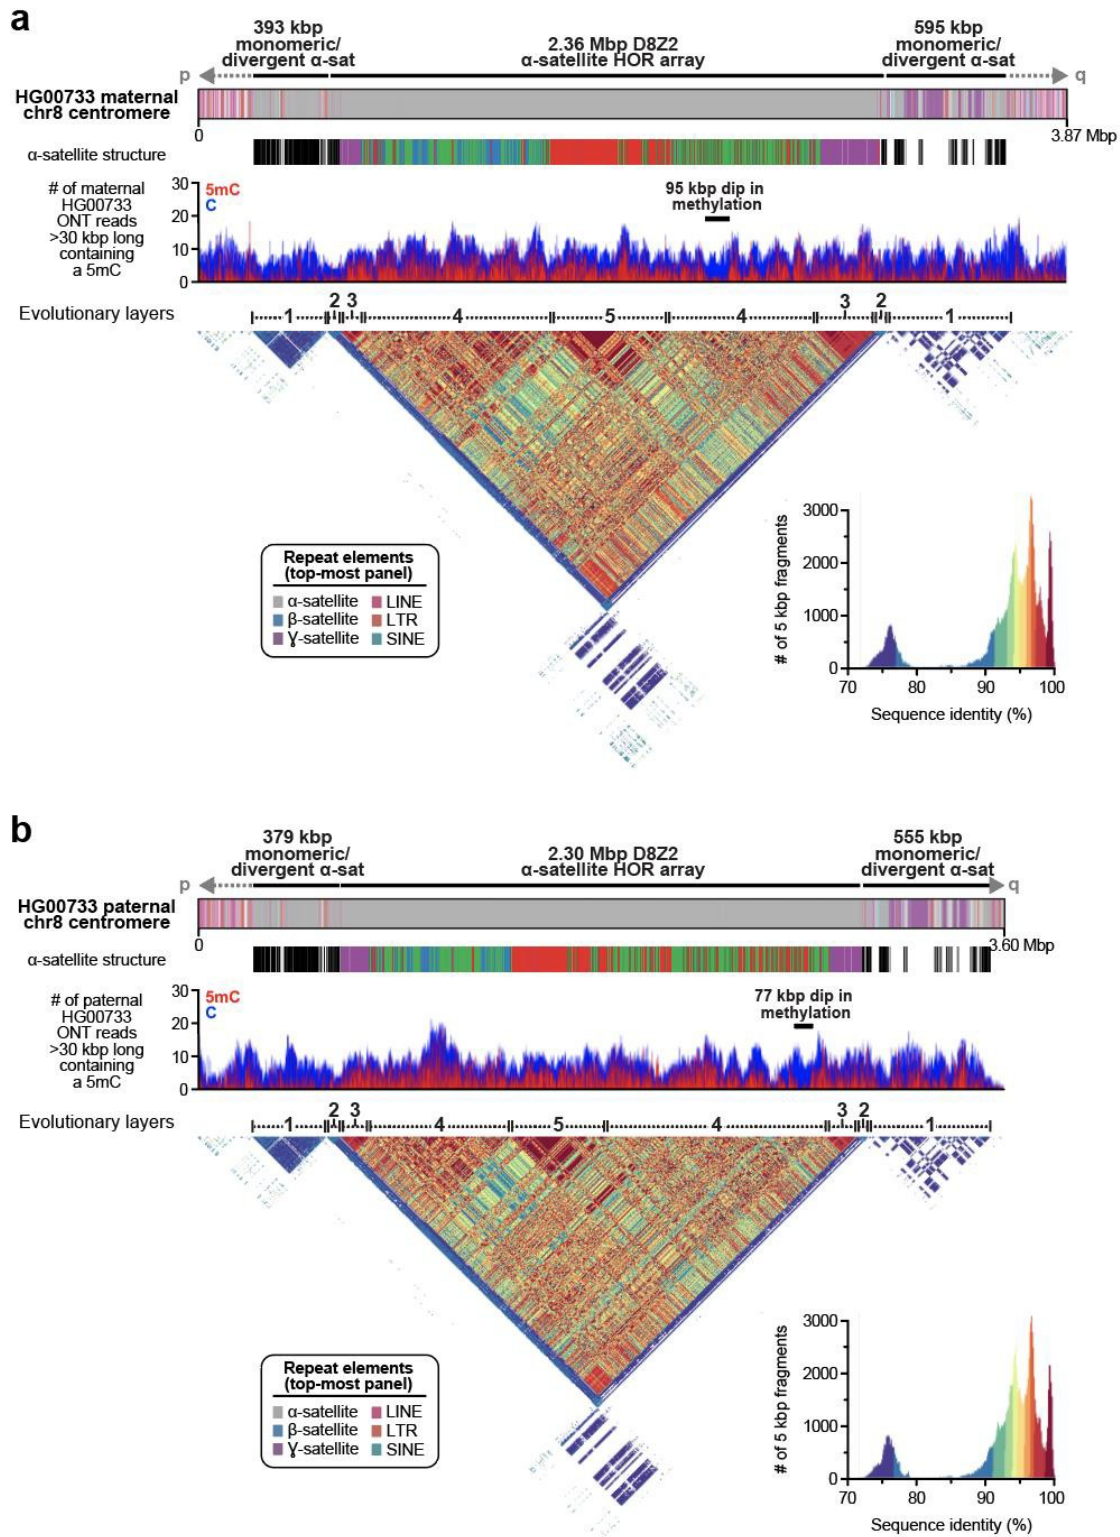 a
393 kbp
monomeric/
divergent α-sat
2.36 Mbp D8Z2
α-satellite HOR array
595 kbp
monomeric/
divergent α-sat
p
q
HG00733 maternal
chr8 centromere
0
3.87 Mbp
α-satellite structure
# of maternal
HG00733
ONT reads
>30 kbp long
containing
a 5mC
30
20
10
0
5mC
C
95 kbp dip in
methylation
Evolutionary layers
1
2
3
4
5
4
3
2
1
Repeat elements
(top-most panel)
α-satellite
LINE
β-satellite
LTR
Ɣ-satellite
SINE
# of 5 kbp fragments
3000
2000
1000
0
70
80
90
100
Sequence identity (%)
b
379 kbp
monomeric/
divergent α-sat
2.30 Mbp D8Z2
α-satellite HOR array
555 kbp
monomeric/
divergent α-sat
p
q
HG00733 paternal
chr8 centromere
0
3.60 Mbp
α-satellite structure
# of paternal
HG00733
ONT reads
>30 kbp long
containing
a 5mC
30
20
10
0
5mC
C
77 kbp dip in
methylation
Evolutionary layers
1
2
3
4
5
4
3
2
1
Repeat elements
(top-most panel)
α-satellite
LINE
β-satellite
LTR
Ɣ-satellite
SINE
# of 5 kbp fragments
3000
2000
1000
0
70
80
90
100
Sequence identity (%)